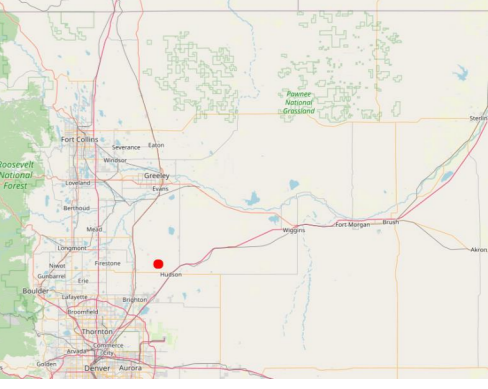 Pawnee
National
Grassland
Sterlin
Fort Collins
Severance
Eaton
Windsor
Roosevelt
National
Forest
Greeley
Loveland
Evans
Berthoud
Mead
Wiggins
Fort Morgan
Brush
Longmont
Akron
Niwot
Firestone
Gunbarrel
Hudson
Erie
Boulder
Lafayette
Brighton
Broomfield
Thornton
Commerce
City
Arvada
Golden
Denver
Aurora